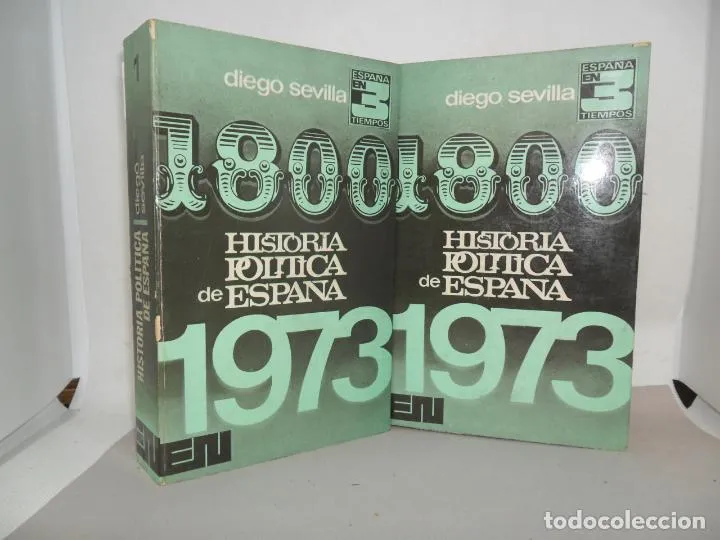 1
HISTORIA POLITICA
DE ESPAÑA
diego
sevilla
EN
diego sevilla
ESPAÑA
EN
3
TIEMPOS
1800
HISTORIA
POLITICA
de ESPAÑA
1973
EN
diego sevilla
ESPAÑA
EN
3
TIEMPOS
1800
HISTORIA
POLITICA
de ESPAÑA
1973
EN
todocoleccion